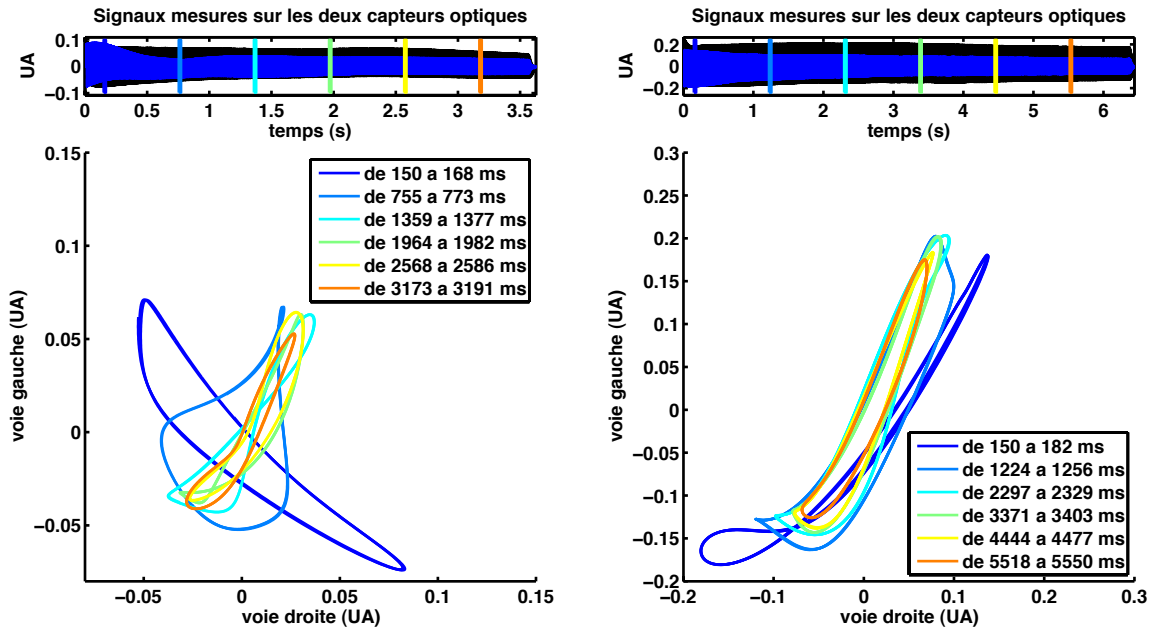 Signaux mesures sur les deux capteurs optiques
0.1
0
−0.1
UA
0 0.5 1 1.5 2 2.5 3 3.5
temps (s)
0.15
0.1
0.05
0
−0.05
voie gauche (UA)
de 150 a 168 ms
de 755 a 773 ms
de 1359 a 1377 ms
de 1964 a 1982 ms
de 2568 a 2586 ms
de 3173 a 3191 ms
−0.05 0 0.05 0.1 0.15
voie droite (UA)
Signaux mesures sur les deux capteurs optiques
0.2
0
−0.2
UA
0 1 2 3 4 5 6
temps (s)
0.3
0.25
0.2
0.15
0.1
0.05
0
−0.05
−0.1
−0.15
−0.2
voie gauche (UA)
de 150 a 182 ms
de 1224 a 1256 ms
de 2297 a 2329 ms
de 3371 a 3403 ms
de 4444 a 4477 ms
de 5518 a 5550 ms
−0.2 −0.1 0 0.1 0.2 0.3
voie droite (UA)